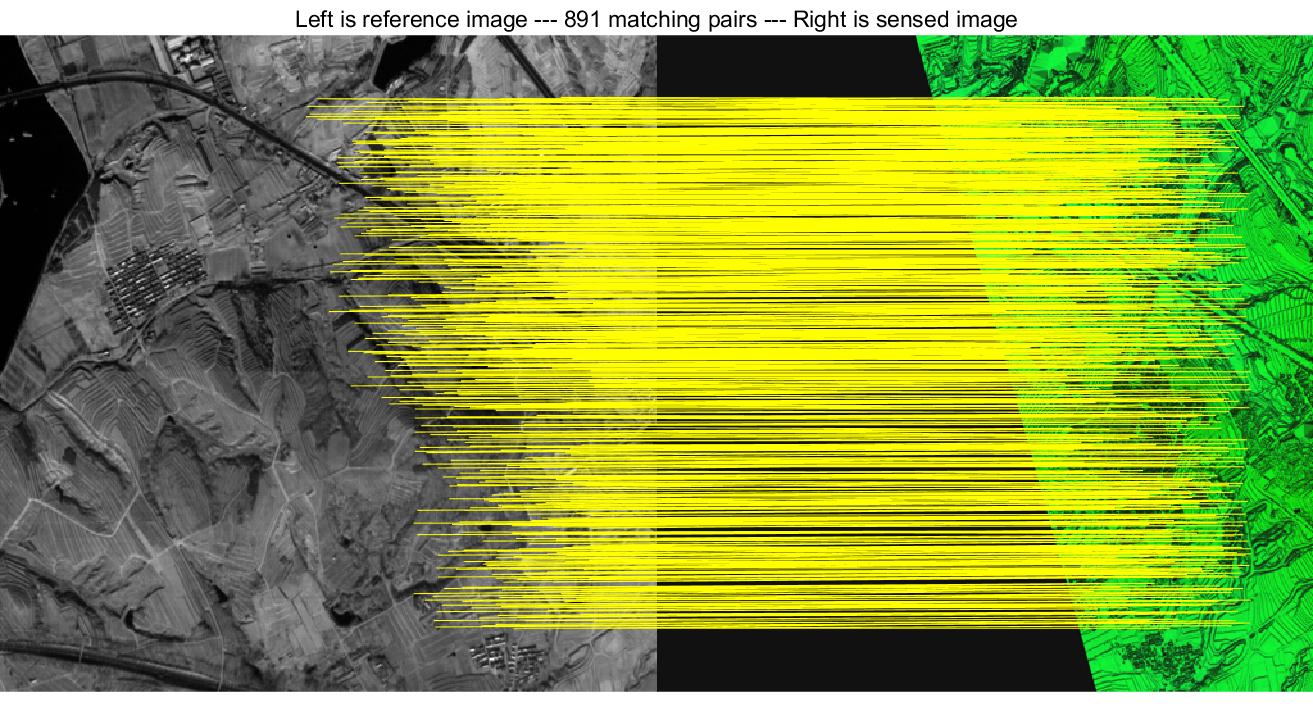 Left is reference image --- 891 matching pairs --- Right is sensed image